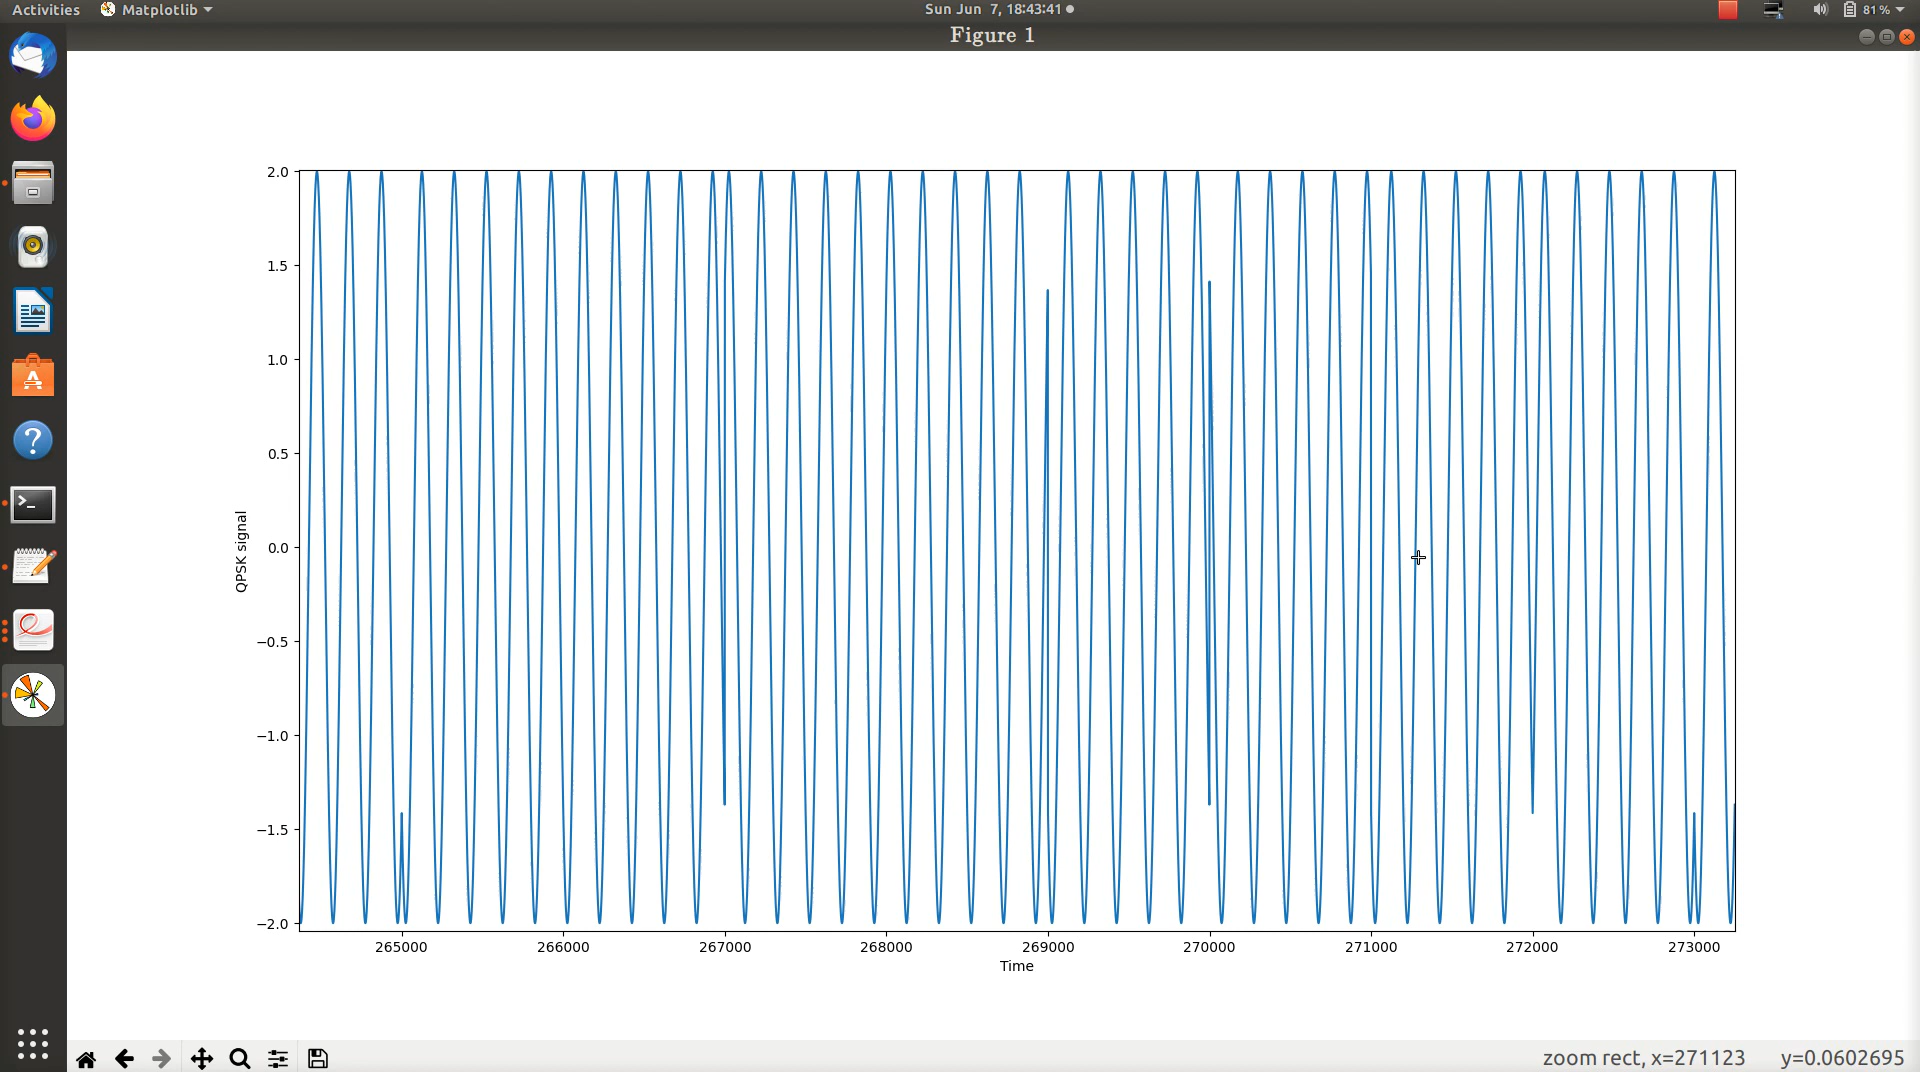 Activities Matplotlib Sun Jun 7, 18:43:41 81 %
Figure 1
2.0
1.5
1.0
0.5
0.0
−0.5
−1.0
−1.5
−2.0
QPSK signal
265000 266000 267000 268000 269000 270000 271000 272000 273000
Time
zoom rect, x=271123 y=0.0602695